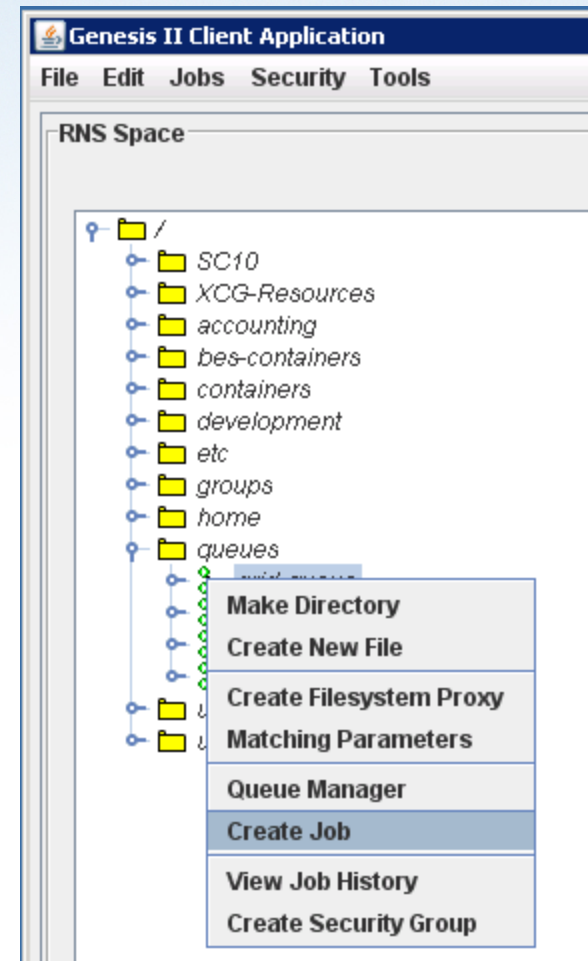 Genesis II Client Application
File Edit Jobs Security Tools
RNS Space
/
SC10
XCG-Resources
accounting
bes-containers
containers
development
etc
groups
home
queues
Make Directory
Create New File
Create Filesystem Proxy
Matching Parameters
Queue Manager
Create Job
View Job History
Create Security Group